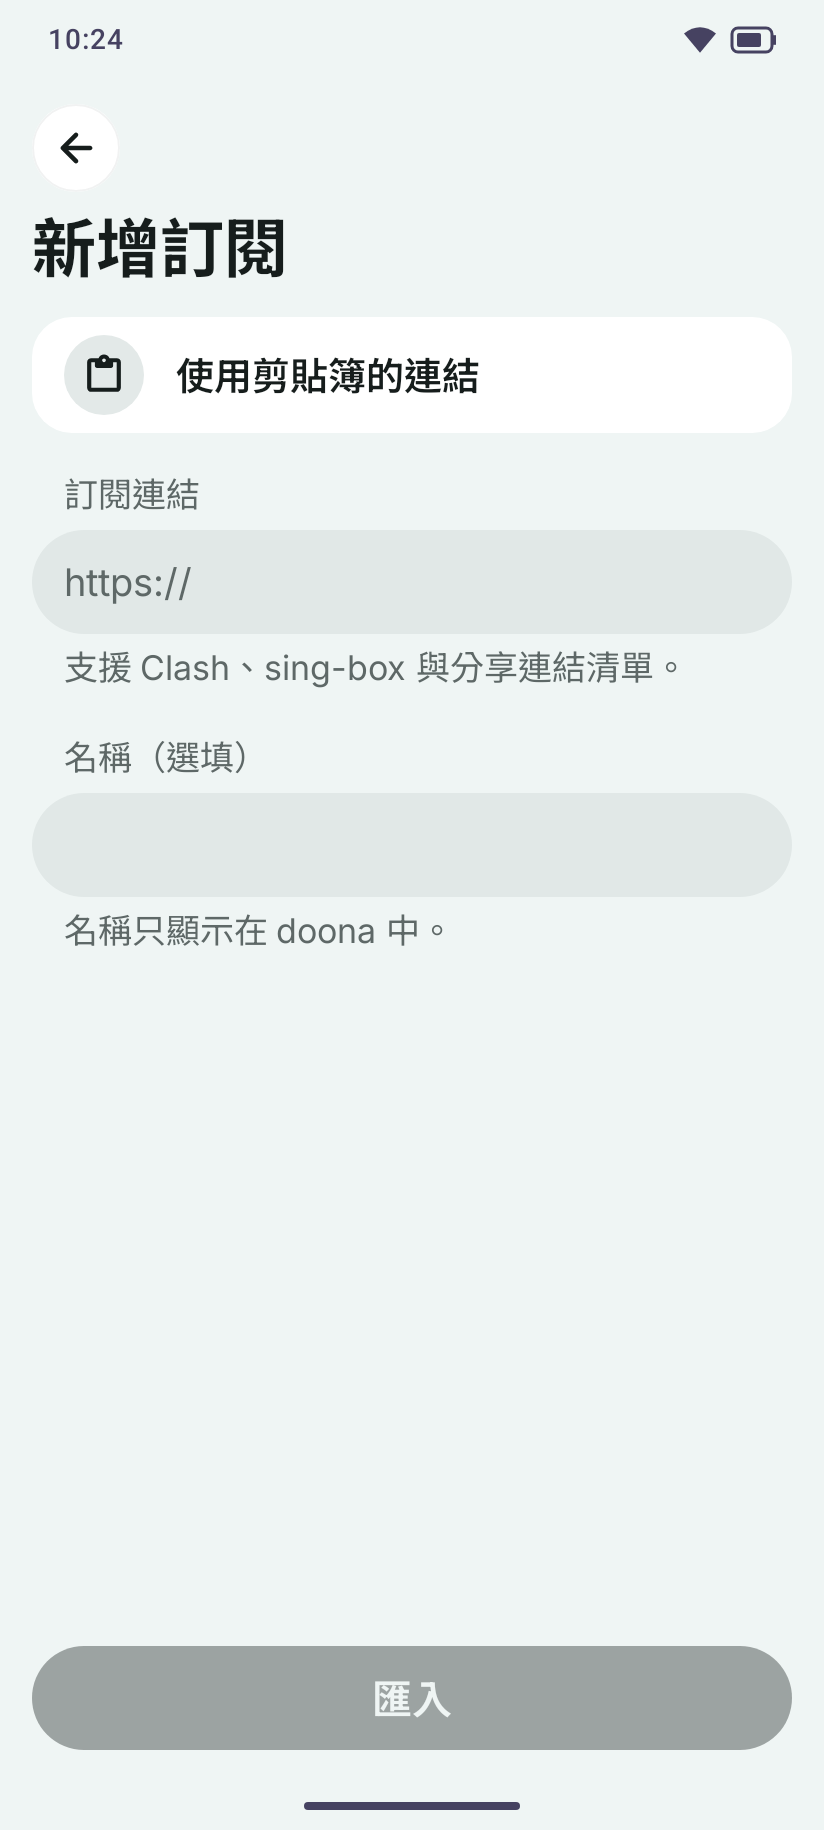 10:24
新增訂閱
使用剪貼簿的連結
訂閱連結
https://
支援 Clash、sing-box 與分享連結清單。
名稱（選填）
名稱只顯示在 doona 中。
匯入